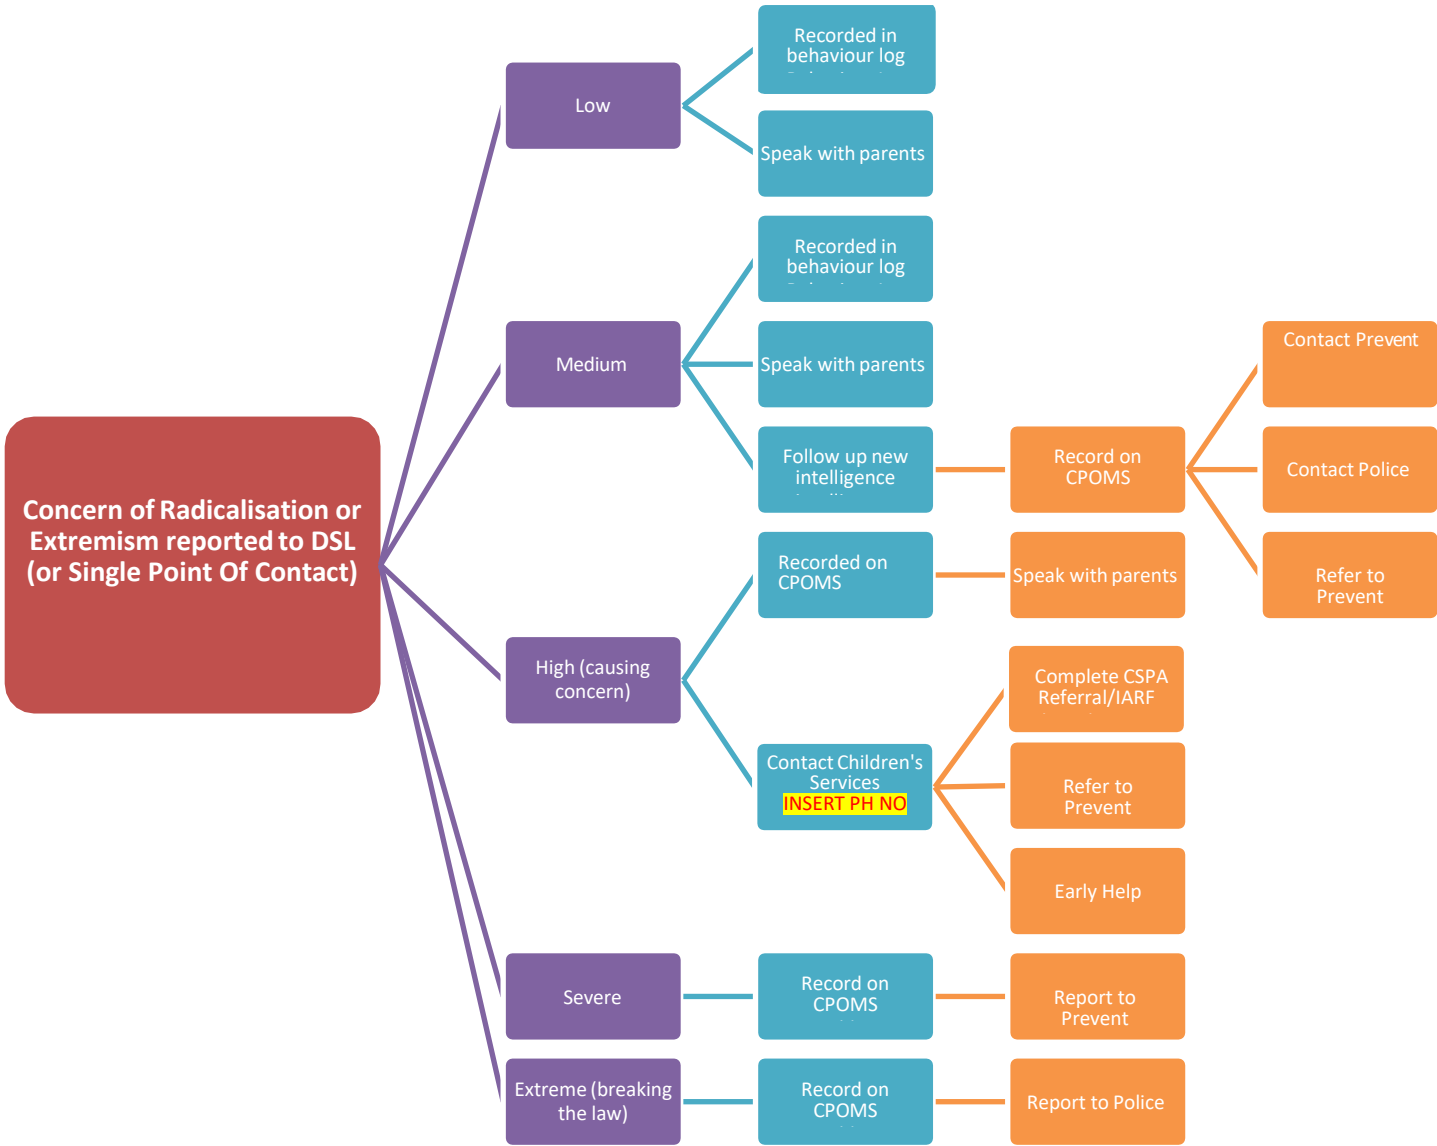 Concern of Radicalisation or
Extremism reported to DSL
(or Single Point Of Contact)
Low
Recorded in
behaviour log
Speak with parents
Medium
Recorded in
behaviour log
Speak with parents
Follow up new
intelligence
Record on
CPOMS
Contact Prevent
Contact Police
Refer to
Prevent
High (causing
concern)
Recorded on
CPOMS
Speak with parents
Contact Children's
Services
INSERT PH NO
Complete CSPA
Referral/IARF
Refer to
Prevent
Early Help
Severe
Record on
CPOMS
Report to
Prevent
Extreme (breaking
the law)
Record on
CPOMS
Report to Police